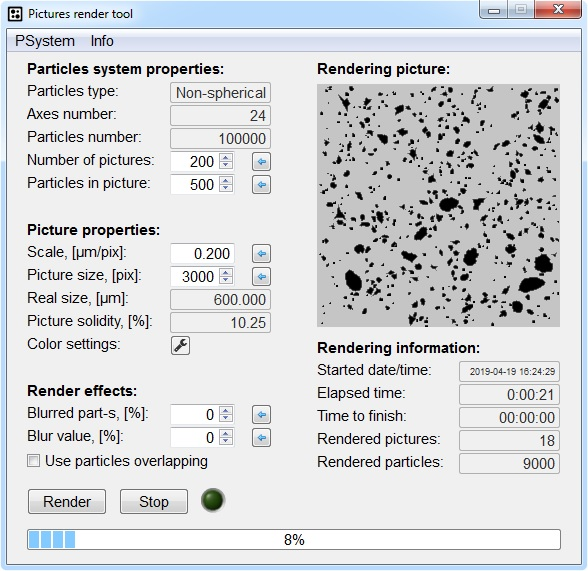 Pictures render tool
PSystem Info
Particles system properties:
Particles type: Non-spherical
Axes number: 24
Particles number: 100000
Number of pictures: 200
Particles in picture: 500
Picture properties:
Scale, [µm/pix]: 0.200
Picture size, [pix]: 3000
Real size, [µm]: 600.000
Picture solidity, [%]: 10.25
Color settings:
Render effects:
Blurred part-s, [%]: 0
Blur value, [%]: 0
Use particles overlapping
Render Stop
Rendering picture:
Rendering information:
Started date/time: 2019-04-19 16:24:29
Elapsed time: 0:00:21
Time to finish: 00:00:00
Rendered pictures: 18
Rendered particles: 9000
8%